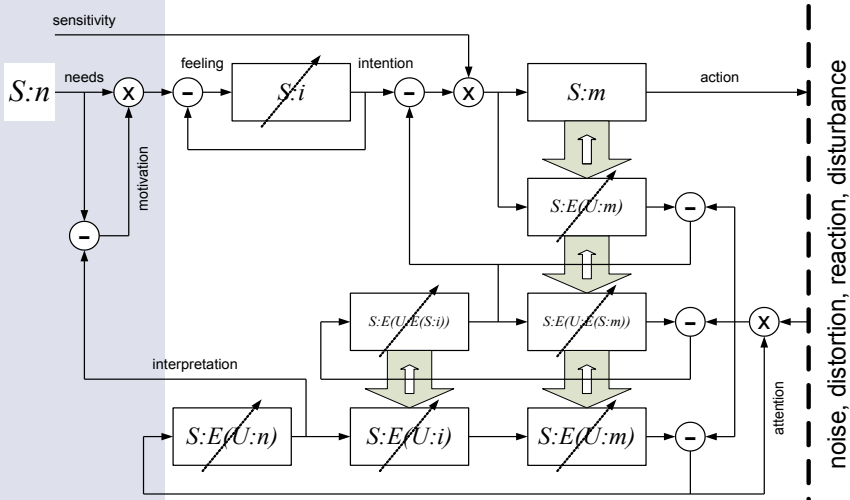 sensitivity
S:n
needs
x
feeling
-
S:i
intention
-
x
S:m
action
motivation
-
S:E(U:m)
-
S:E(U:E(S:i))
S:E(U:E(S:m))
-
x
interpretation
attention
S:E(U:n)
S:E(U:i)
S:E(U:m)
-
noise, distortion, reaction, disturbance